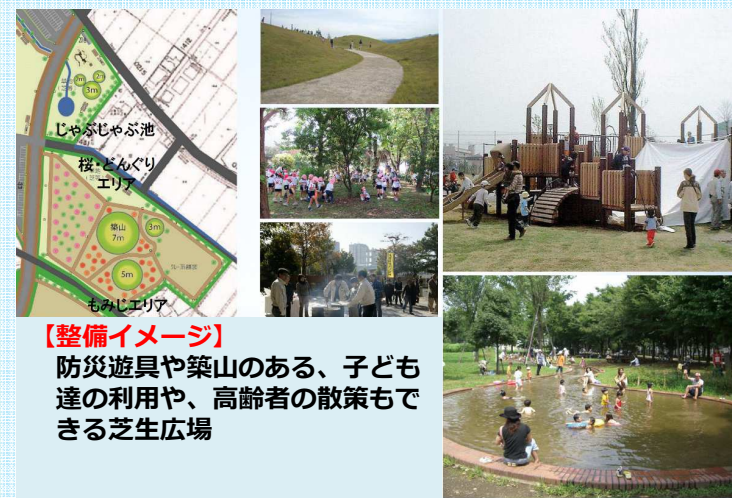 2m
2m
3m
じゃぶじゃぶ池
桜・どんぐり
エリア
築山
7m
3m
5m
もみじエリア
【整備イメージ】
防災遊具や築山のある、子ども
達の利用や、高齢者の散策もで
きる芝生広場